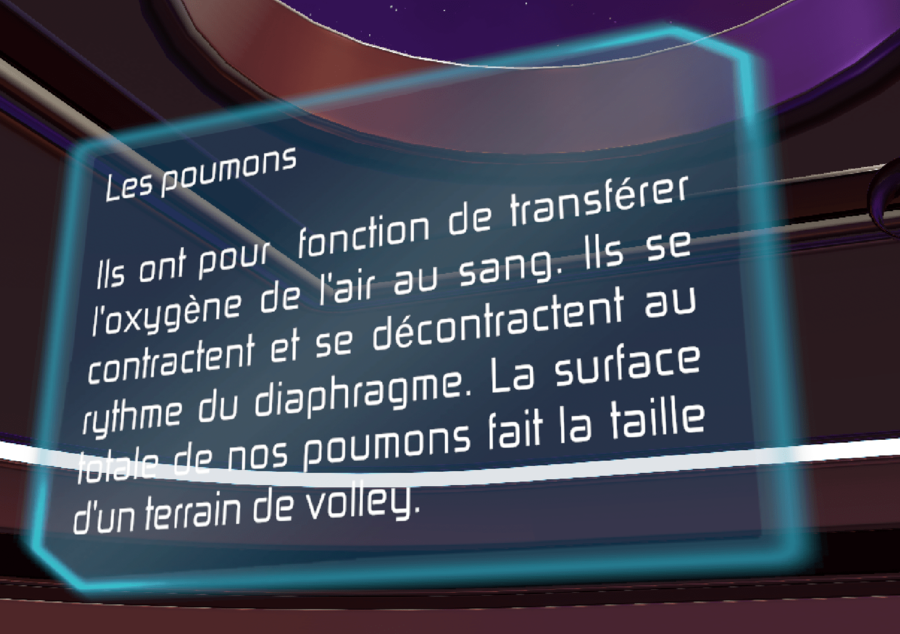 Les poumons
Ils ont pour fonction de transférer
l'oxygène de l'air au sang. Ils se
contractent et se décontractent au
rythme du diaphragme. La surface
totale de nos poumons fait la taille
d'un terrain de volley.